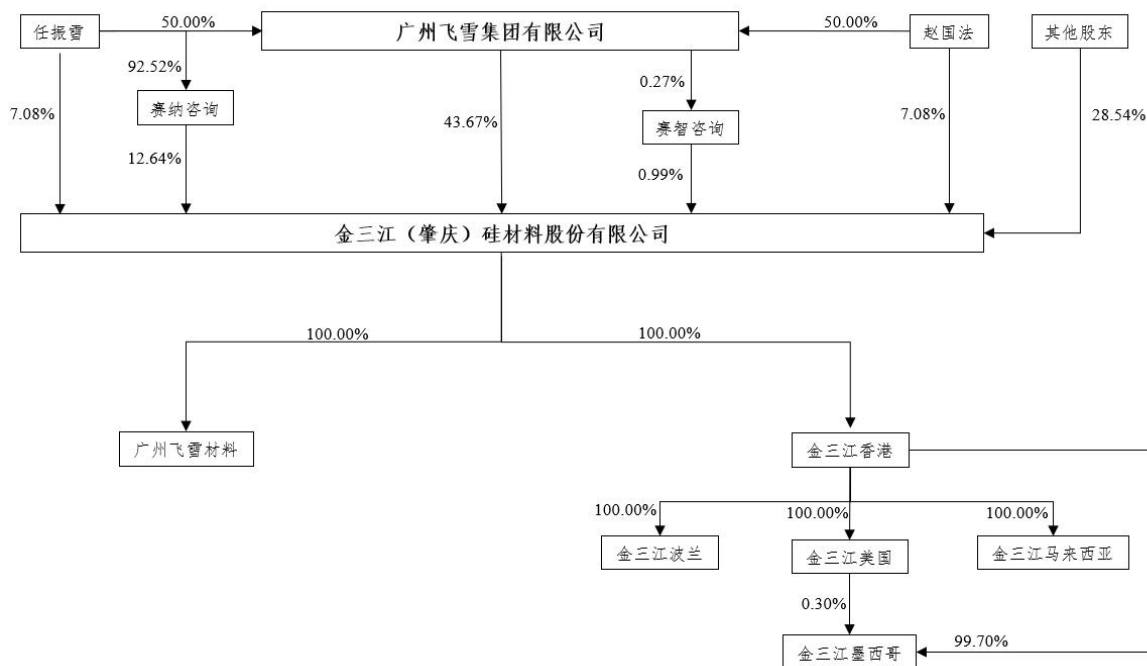 任振雪
50.00%
广州飞雪集团有限公司
50.00%
赵国法
其他股东
92.52%
0.27%
7.08%
赛纳咨询
43.67%
赛智咨询
7.08%
28.54%
12.64%
0.99%
金三江（肇庆）硅材料股份有限公司
100.00%
100.00%
广州飞雪材料
金三江香港
100.00%
100.00%
100.00%
金三江波兰
金三江美国
金三江马来西亚
0.30%
金三江墨西哥
99.70%